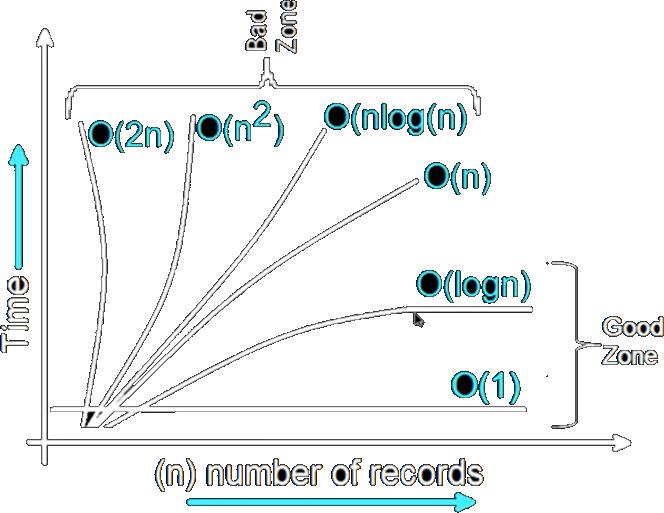 Bad
Zone
O(2n)
O(n²)
O(nlog(n)
O(n)
O(logn)
O(1)
Good
Zone
Time
(n) number of records